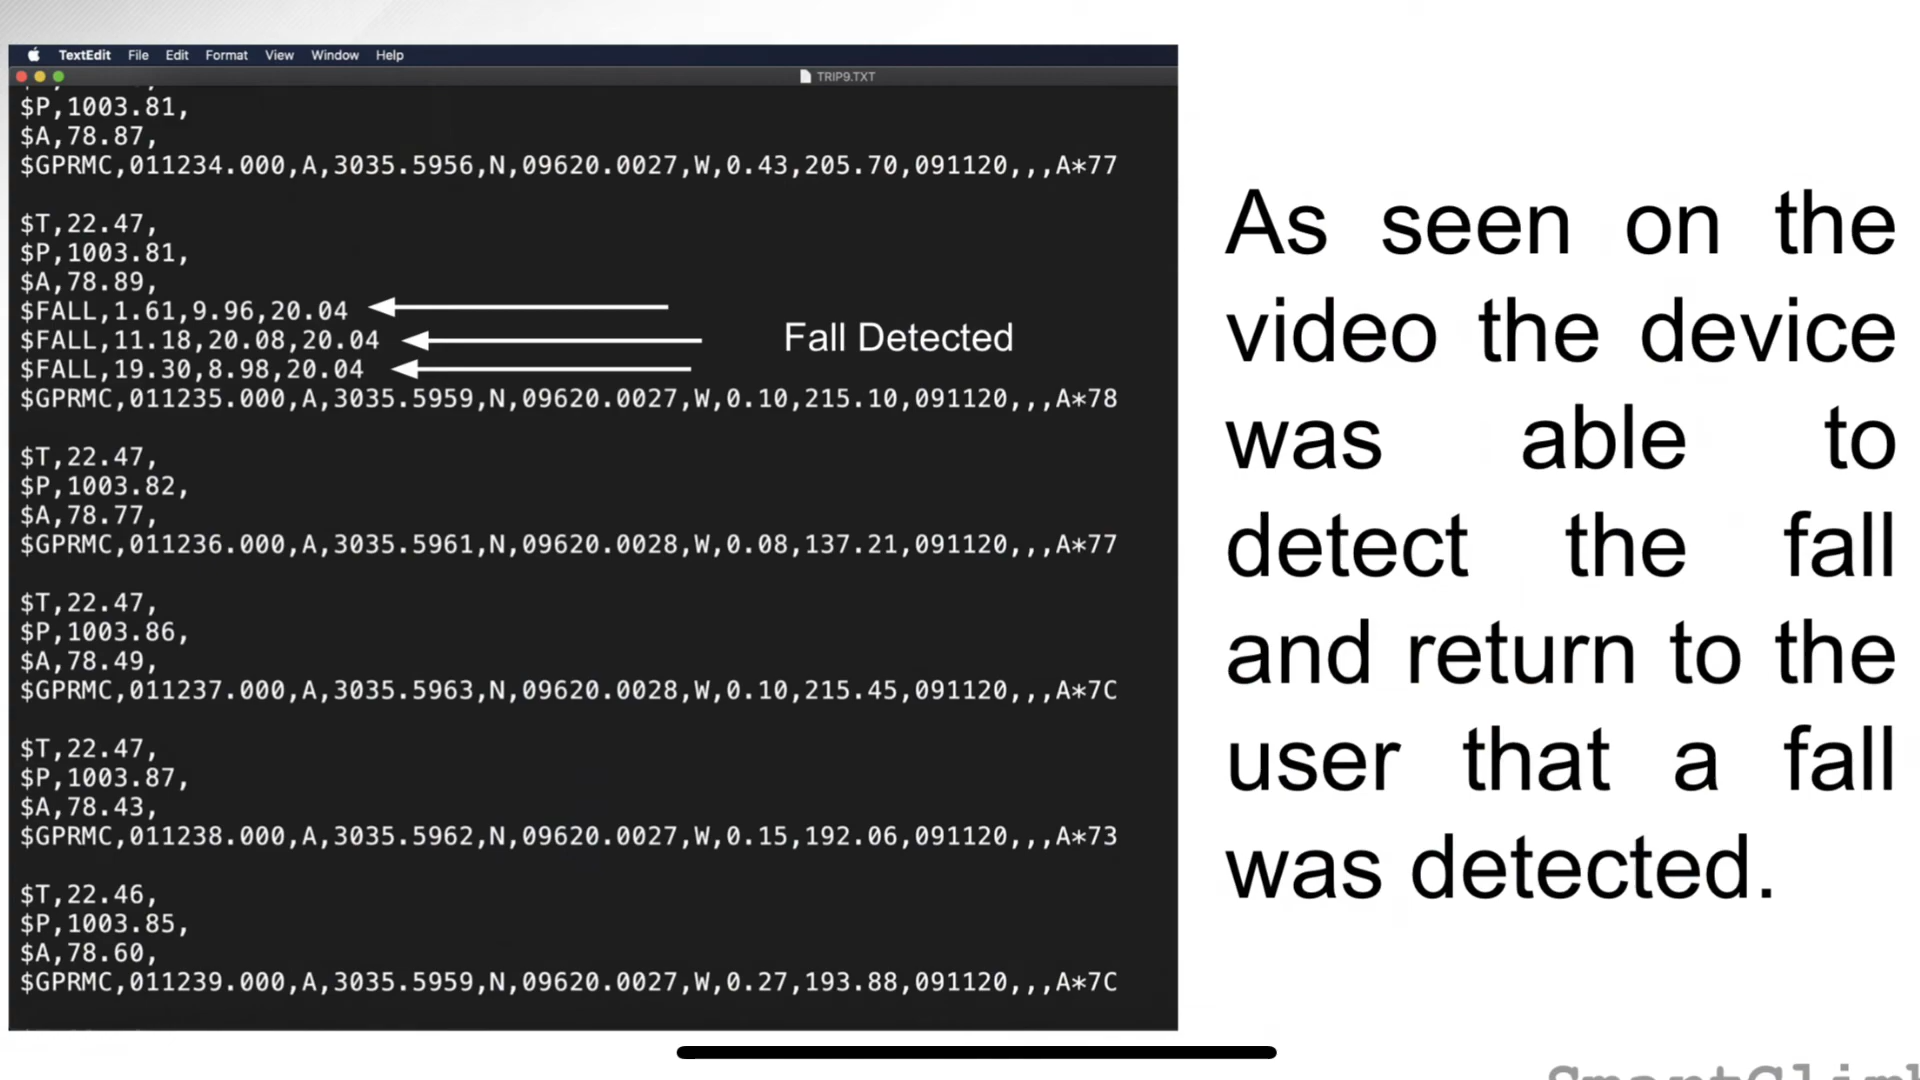 TextEdit File Edit Format View Window Help
TRIP9.TXT
$P,1003.81,
$A,78.87,
$GPRMC,011234.000,A,3035.5956,N,09620.0027,W,0.43,205.70,091120,,,A*77
$T,22.47,
$P,1003.81,
$A,78.89,
$FALL,1.61,9.96,20.04
$FALL,11.18,20.08,20.04
$FALL,19.30,8.98,20.04
Fall Detected
$GPRMC,011235.000,A,3035.5959,N,09620.0027,W,0.10,215.10,091120,,,A*78
$T,22.47,
$P,1003.82,
$A,78.77,
$GPRMC,011236.000,A,3035.5961,N,09620.0028,W,0.08,137.21,091120,,,A*77
$T,22.47,
$P,1003.86,
$A,78.49,
$GPRMC,011237.000,A,3035.5963,N,09620.0028,W,0.10,215.45,091120,,,A*7C
$T,22.47,
$P,1003.87,
$A,78.43,
$GPRMC,011238.000,A,3035.5962,N,09620.0027,W,0.15,192.06,091120,,,A*73
$T,22.46,
$P,1003.85,
$A,78.60,
$GPRMC,011239.000,A,3035.5959,N,09620.0027,W,0.27,193.88,091120,,,A*7C
As seen on the
video the device
was able to
detect the fall
and return to the
user that a fall
was detected.